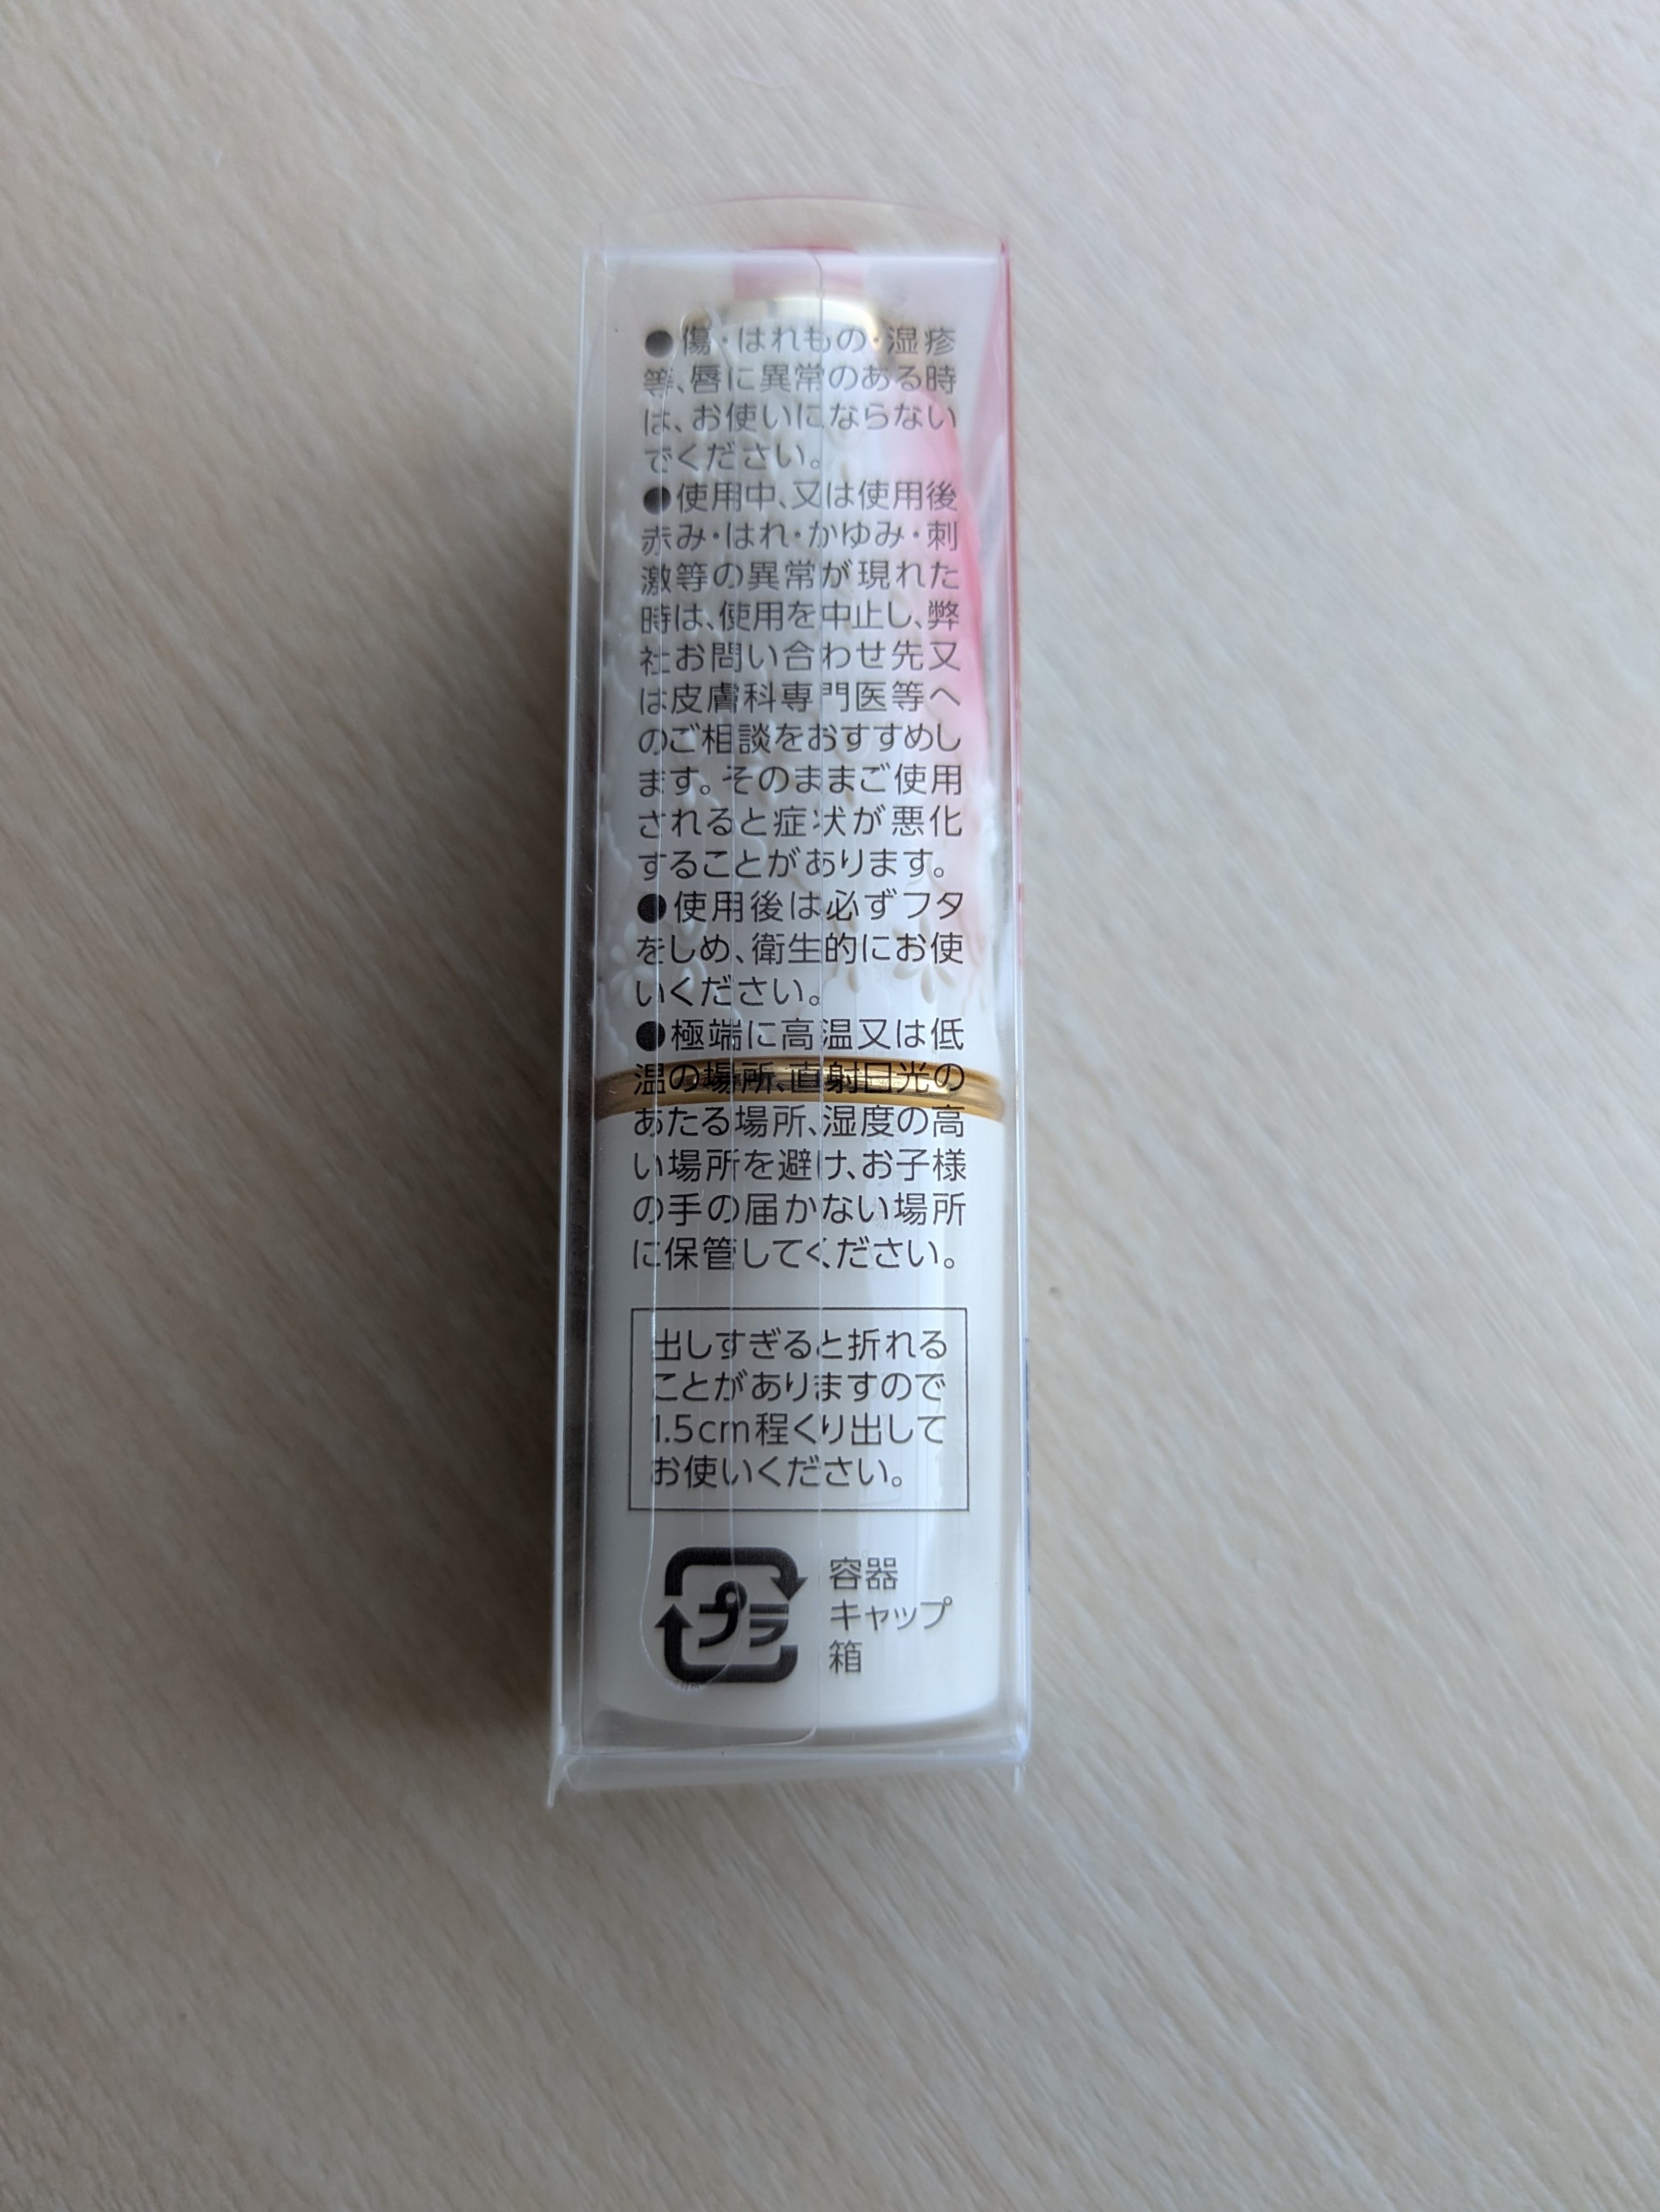 ●傷・はれもの・湿疹
等、唇に異常のある時
は、お使いにならない
でください。
●使用中、又は使用後
赤み・はれ・かゆみ・刺
激等の異常が現れた
時は、使用を中止し、弊
社お問い合わせ先又
は皮膚科専門医等へ
のご相談をおすすめし
ます。そのままご使用
されると症状が悪化
することがあります。
●使用後は必ずフタ
をしめ、衛生的にお使
いください。
●極端に高温又は低
温の場所、直射日光の
あたる場所、湿度の高
い場所を避け、お子様
の手の届かない場所
に保管してください。
出しすぎると折れる
ことがありますので
1.5cm程くり出して
お使いください。
プラ
容器
キャップ
箱